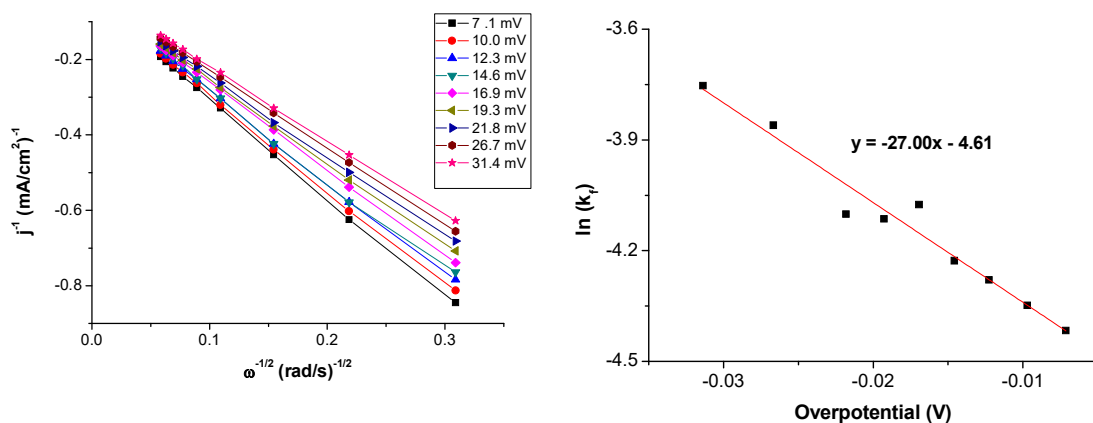 -0.2
-0.4
-0.6
-0.8
0.0
0.1
0.2
0.3
j⁻¹ (mA/cm²)⁻¹
ω⁻¹/² (rad/s)⁻¹/²
7 .1 mV
10.0 mV
12.3 mV
14.6 mV
16.9 mV
19.3 mV
21.8 mV
26.7 mV
31.4 mV
-3.6
-3.9
-4.2
-4.5
-0.03
-0.02
-0.01
ln (kf)
Overpotential (V)
y = -27.00x - 4.61